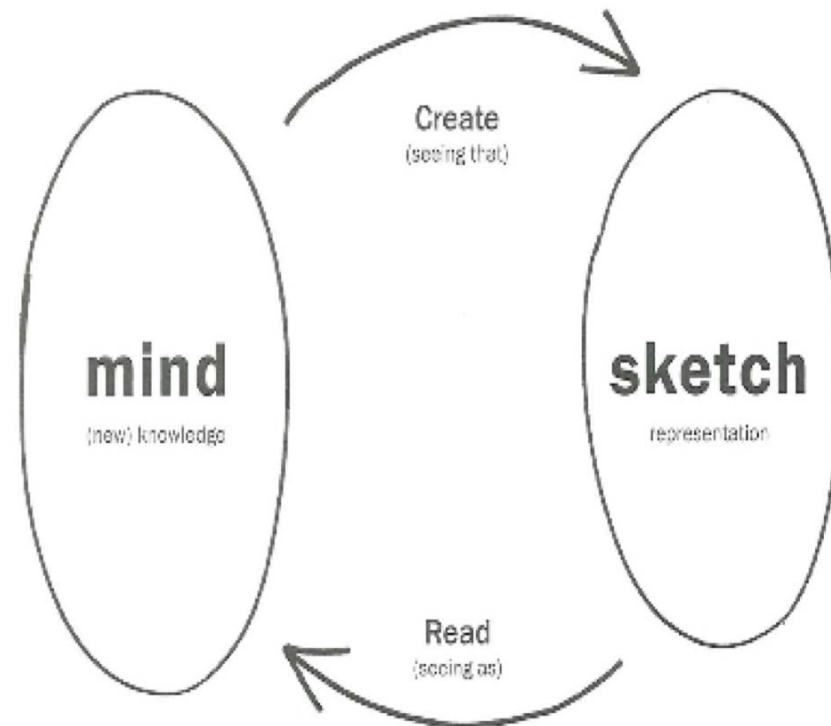 Create
(seeing that)
mind
(new) knowledge
sketch
representation
Read
(seeing as)